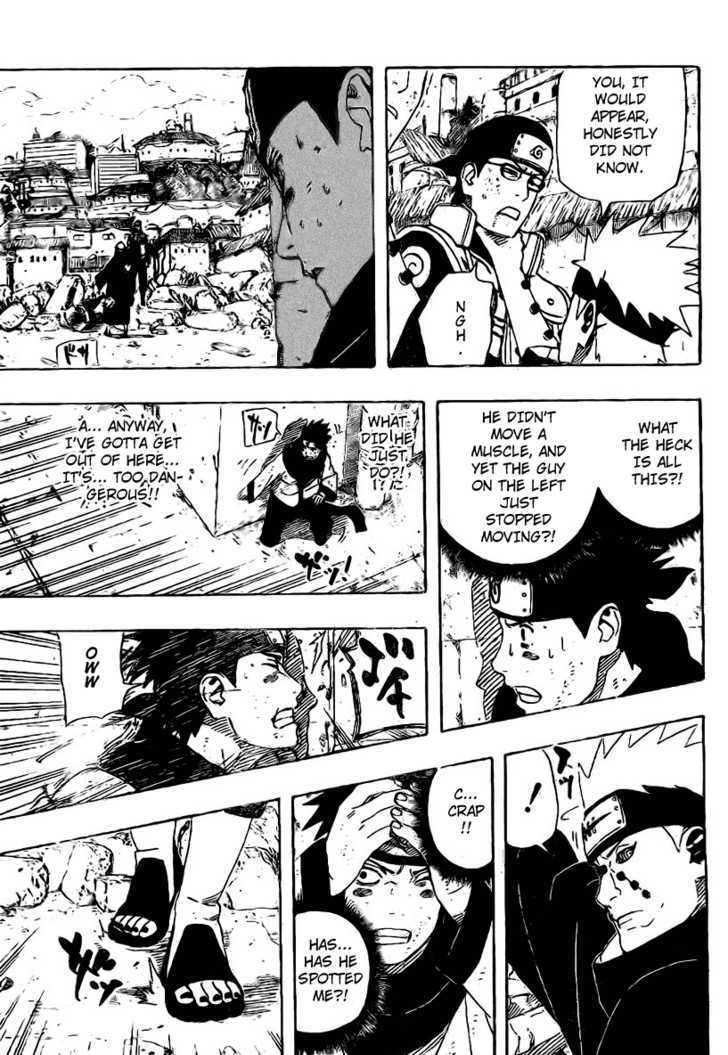 YOU, IT
WOULD
APPEAR,
HONESTLY
DID NOT
KNOW.
NGH.
WHAT
THE HECK
IS ALL
THIS?!
HE DIDN'T
MOVE A
MUSCLE, AND
YET THE GUY
ON THE LEFT
JUST
STOPPED
MOVING?!
WHAT
DID HE
JUST
DO?!
A... ANYWAY,
I'VE GOTTA GET
OUT OF HERE...
IT'S... TOO DAN-
GEROUS!!
OWW
!
C...
CRAP
!!
HAS...
HAS HE
SPOTTED
ME?!